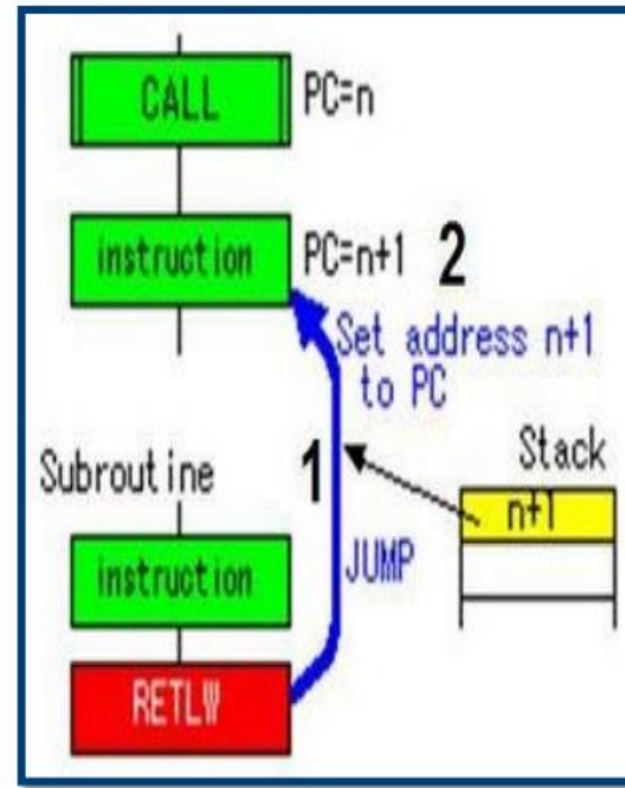 CALL PC=n
instruction PC=n+1 2
Set address n+1
to PC
Subroutine 1 Stack
n+1
instruction JUMP
RETLW